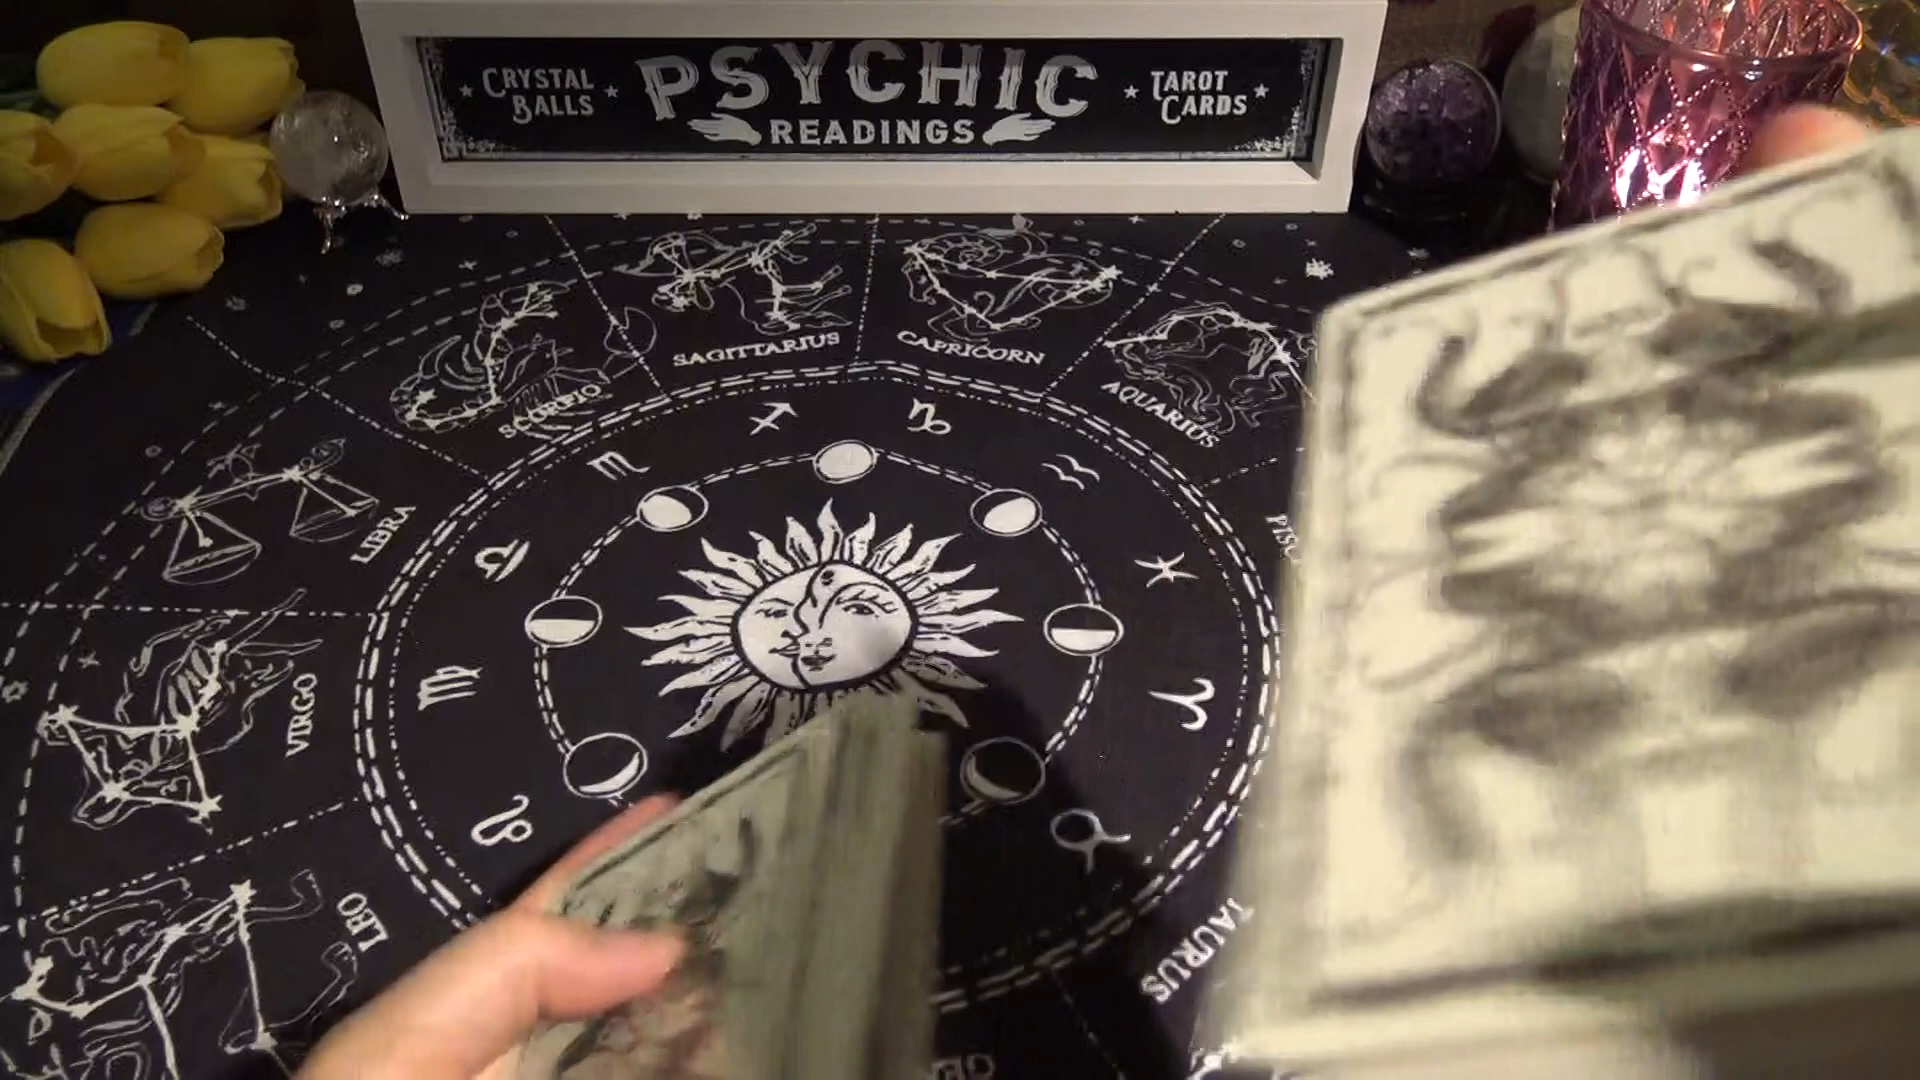 CRYSTAL BALLS
PSYCHIC
READINGS
TAROT CARDS
SAGITTARIUS
CAPRICORN
SCORPIO
AQUARIUS
LIBRA
VIRGO
LEO
TAURUS